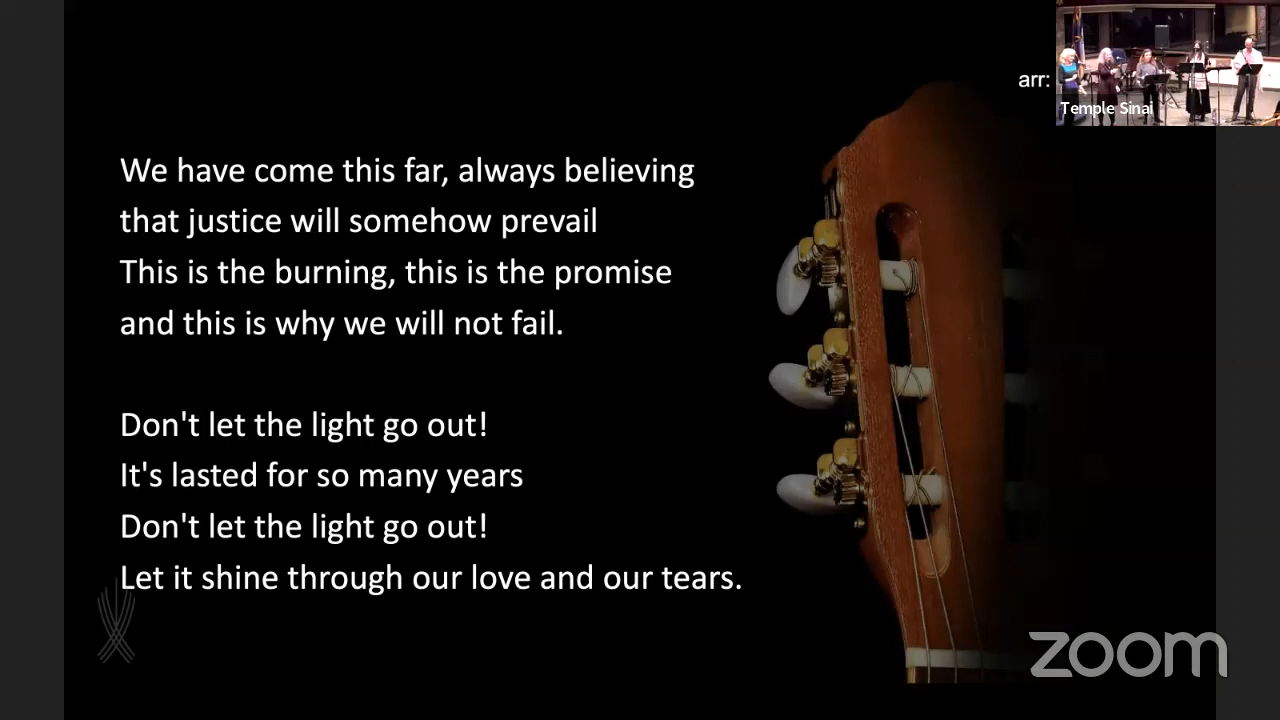 arr:
Temple Sinai
We have come this far, always believing
that justice will somehow prevail
This is the burning, this is the promise
and this is why we will not fail.
Don't let the light go out!
It's lasted for so many years
Don't let the light go out!
Let it shine through our love and our tears.
zoom